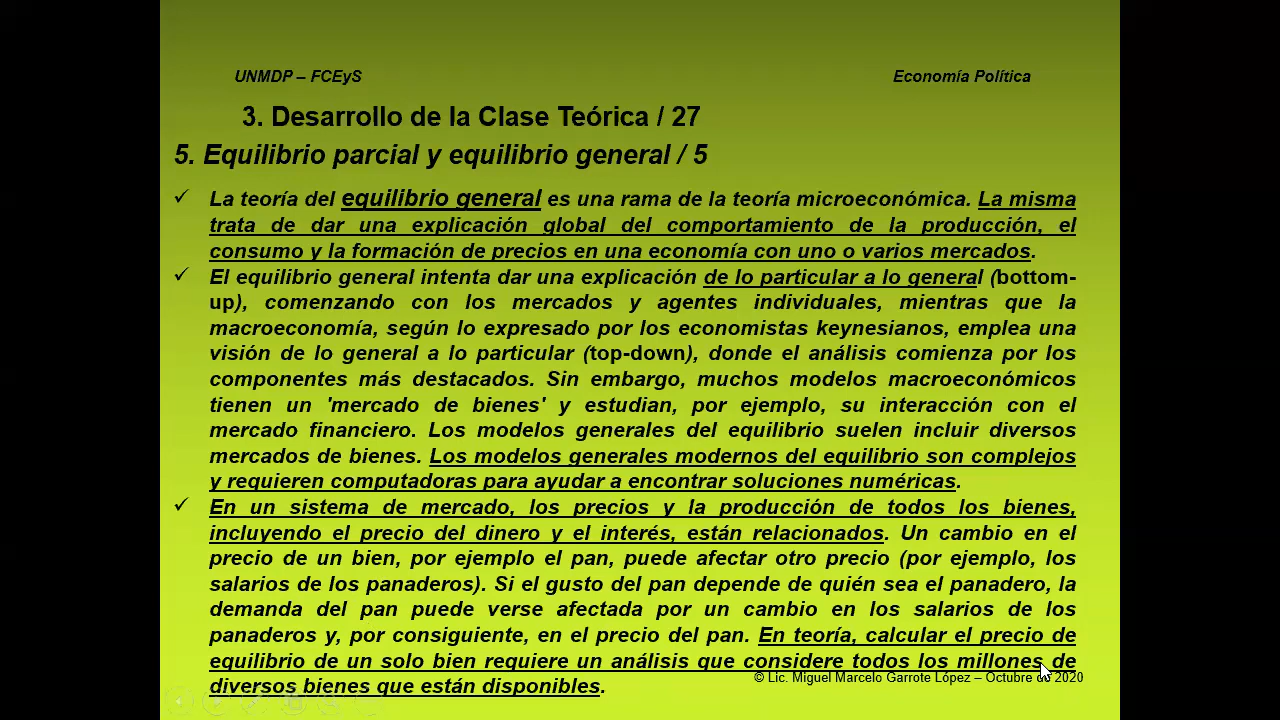 UNMDP – FCEyS
Economía Política
3. Desarrollo de la Clase Teórica / 27
5. Equilibrio parcial y equilibrio general / 5
✓ La teoría del equilibrio general es una rama de la teoría microeconómica. La misma
trata de dar una explicación global del comportamiento de la producción, el
consumo y la formación de precios en una economía con uno o varios mercados.
✓ El equilibrio general intenta dar una explicación de lo particular a lo general (bottom-
up), comenzando con los mercados y agentes individuales, mientras que la
macroeconomía, según lo expresado por los economistas keynesianos, emplea una
visión de lo general a lo particular (top-down), donde el análisis comienza por los
componentes más destacados. Sin embargo, muchos modelos macroeconómicos
tienen un 'mercado de bienes' y estudian, por ejemplo, su interacción con el
mercado financiero. Los modelos generales del equilibrio suelen incluir diversos
mercados de bienes. Los modelos generales modernos del equilibrio son complejos
y requieren computadoras para ayudar a encontrar soluciones numéricas.
✓ En un sistema de mercado, los precios y la producción de todos los bienes,
incluyendo el precio del dinero y el interés, están relacionados. Un cambio en el
precio de un bien, por ejemplo el pan, puede afectar otro precio (por ejemplo, los
salarios de los panaderos). Si el gusto del pan depende de quién sea el panadero, la
demanda del pan puede verse afectada por un cambio en los salarios de los
panaderos y, por consiguiente, en el precio del pan. En teoría, calcular el precio de
equilibrio de un solo bien requiere un análisis que considere todos los millones de
diversos bienes que están disponibles.
© Lic. Miguel Marcelo Garrote López – Octubre de 2020